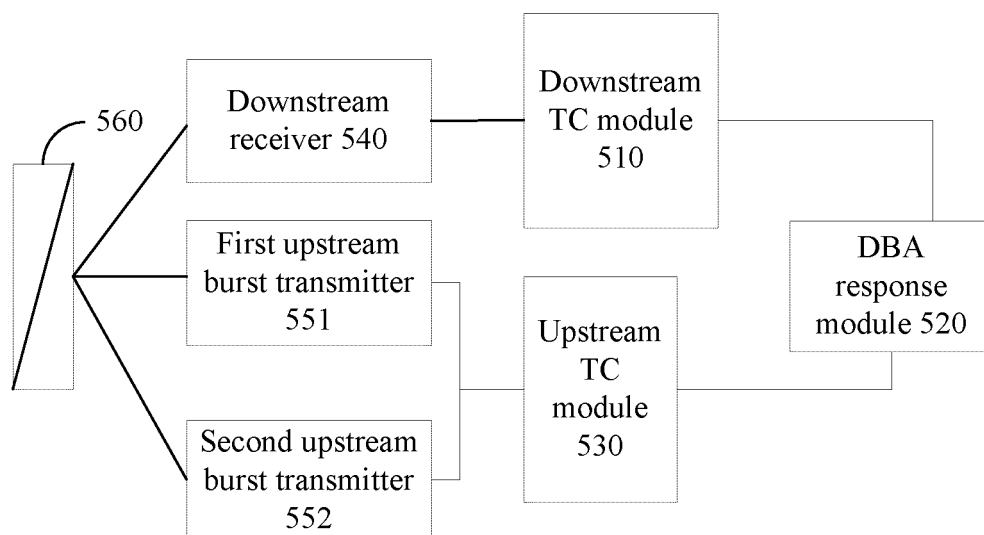 560
Downstream
receiver 540
Downstream
TC module
510
First upstream
burst transmitter
551
DBA
response
module 520
Upstream
TC
module
530
Second upstream
burst transmitter
552